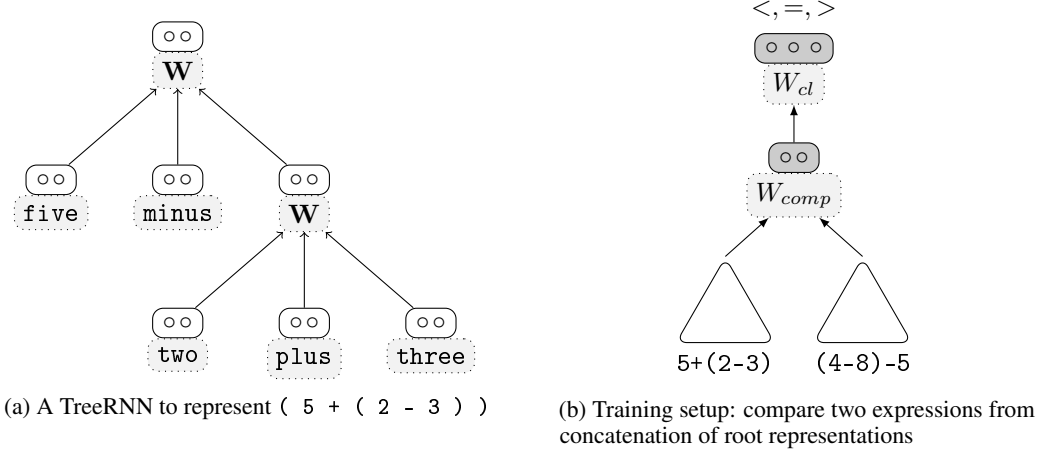 W
five minus
W
two plus three
(a) A TreeRNN to represent ( 5 + ( 2 - 3 ) )
<, =, >
W_cl
W_comp
5+(2-3) (4-8)-5
(b) Training setup: compare two expressions from
concatenation of root representations